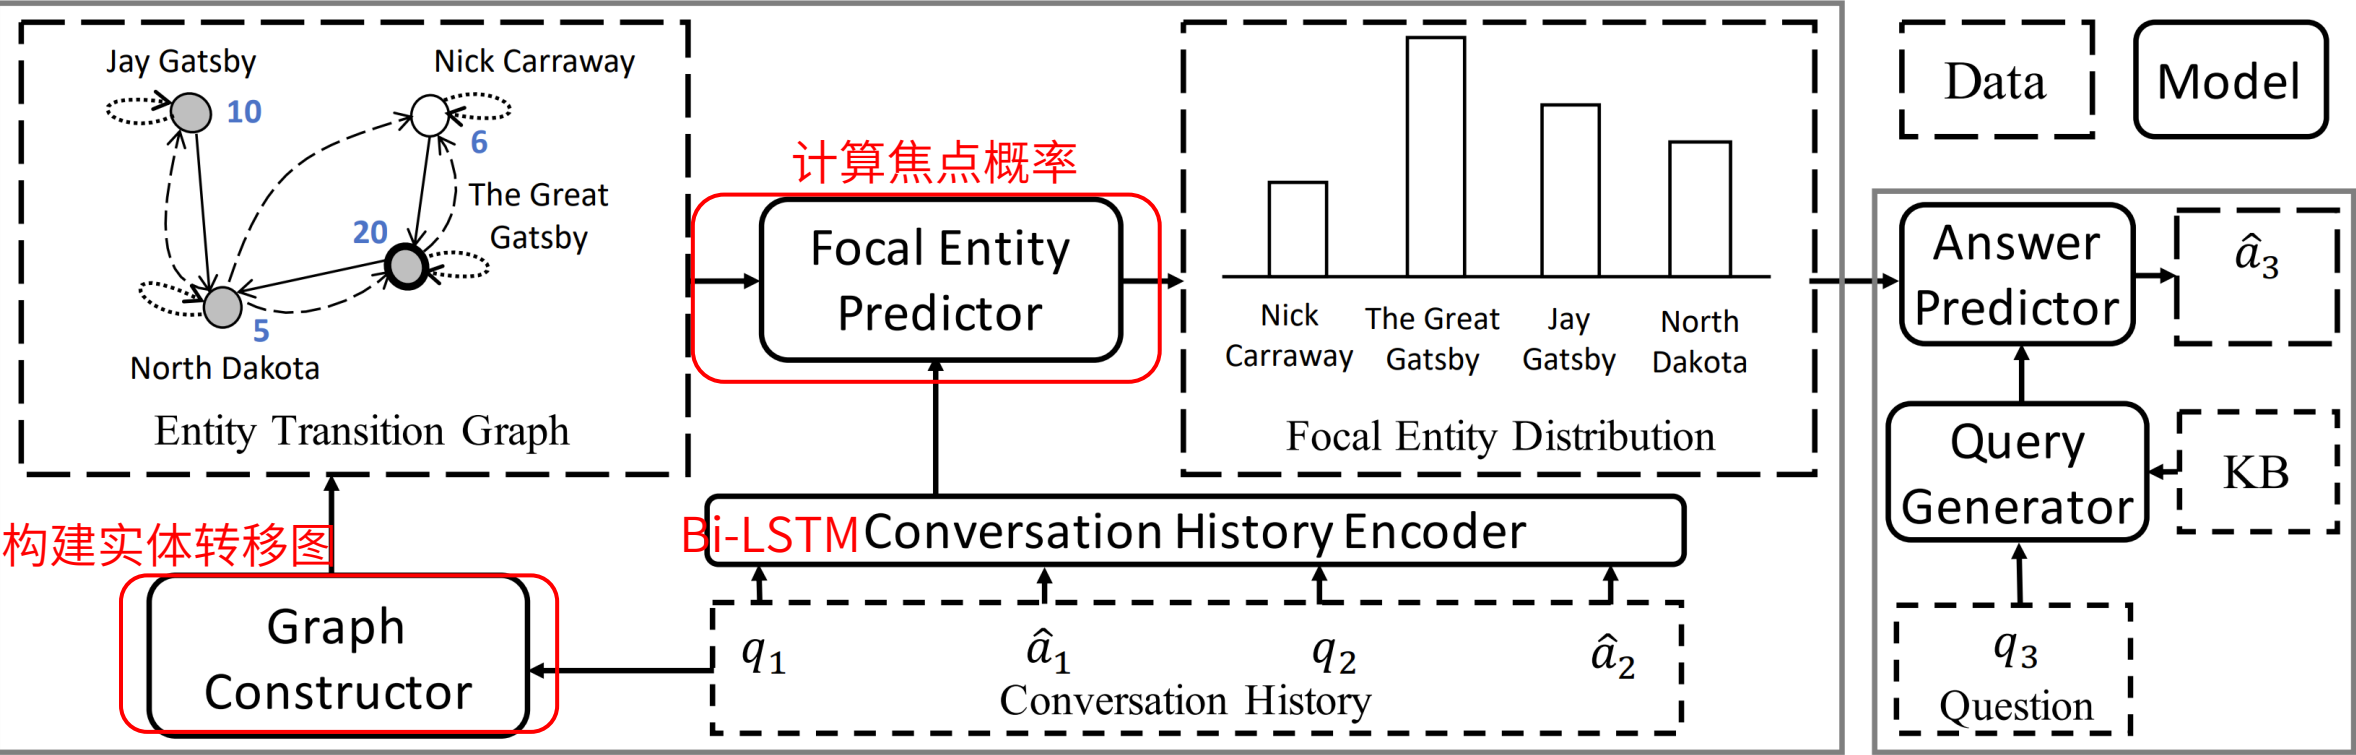 Jay Gatsby
10
Nick Carraway
6
The Great
Gatsby
20
5
North Dakota
Entity Transition Graph
构建实体转移图
Graph
Constructor
计算焦点概率
Focal Entity
Predictor
Bi-LSTM Conversation History Encoder
q₁ â₁ q₂ â₂
Conversation History
Nick
Carraway
The Great
Gatsby
Jay
Gatsby
North
Dakota
Focal Entity Distribution
Data
Model
Answer
Predictor
â₃
Query
Generator
KB
q₃
Question